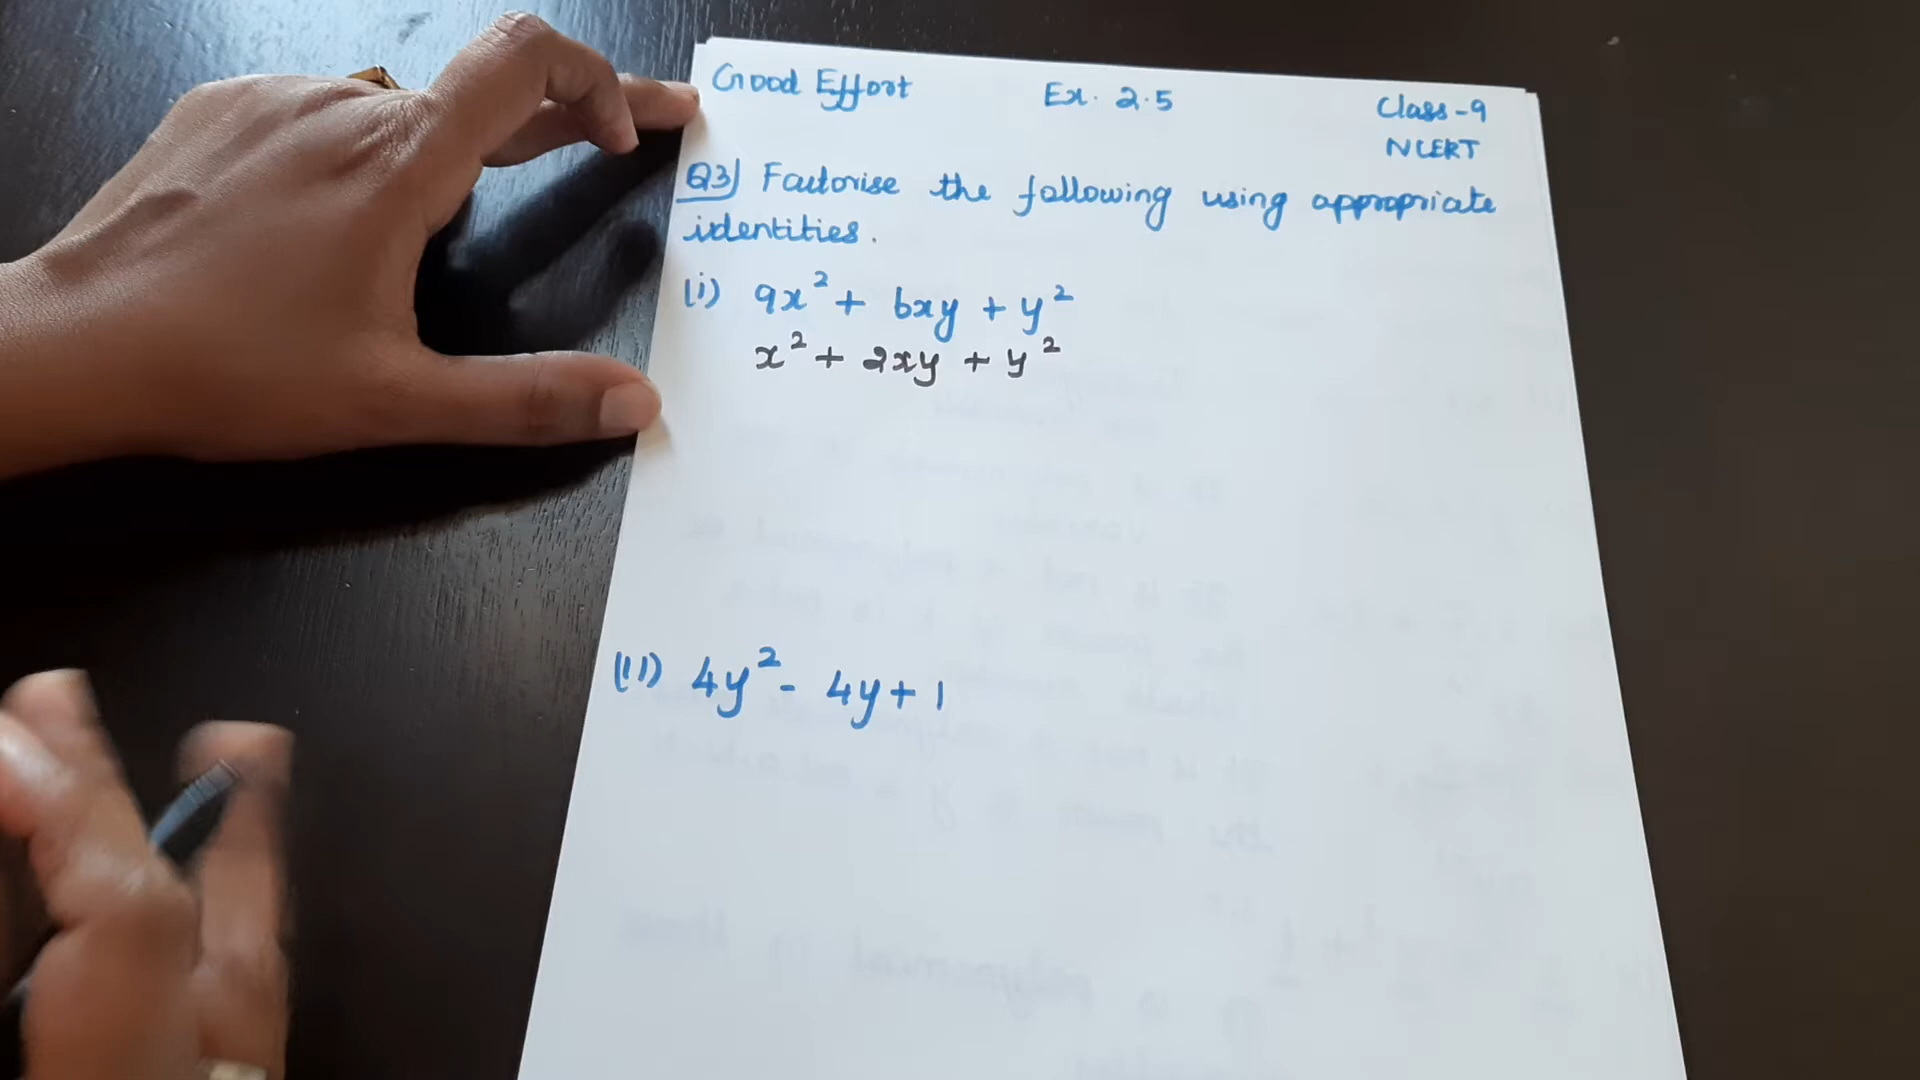 Good Effort Ex. 2.5 Class-9
NCERT
Q3) Factorise the following using appropriate
identities.
(i) 9x² + 6xy + y²
x² + 2xy + y²
(ii) 4y² - 4y + 1